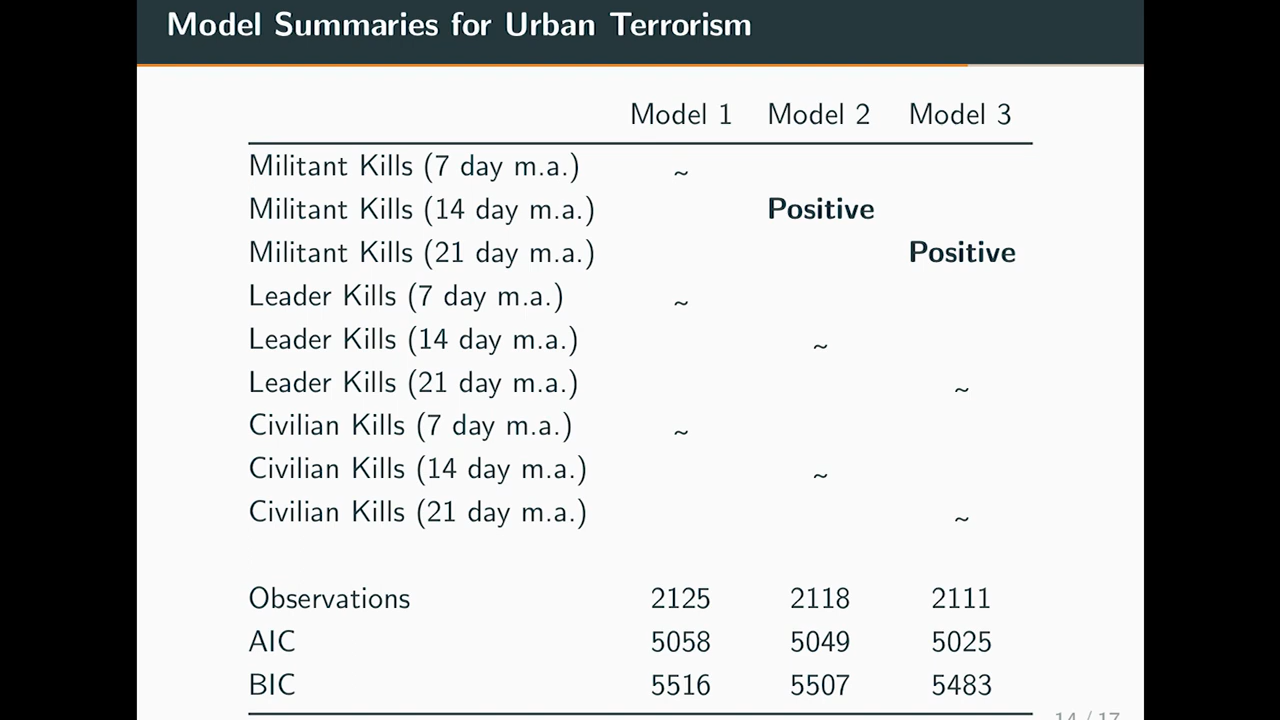 Model Summaries for Urban Terrorism
Model 1 Model 2 Model 3
Militant Kills (7 day m.a.) ~
Militant Kills (14 day m.a.) Positive
Militant Kills (21 day m.a.) Positive
Leader Kills (7 day m.a.) ~
Leader Kills (14 day m.a.) ~
Leader Kills (21 day m.a.) ~
Civilian Kills (7 day m.a.) ~
Civilian Kills (14 day m.a.) ~
Civilian Kills (21 day m.a.) ~
Observations 2125 2118 2111
AIC 5058 5049 5025
BIC 5516 5507 5483
14 / 17